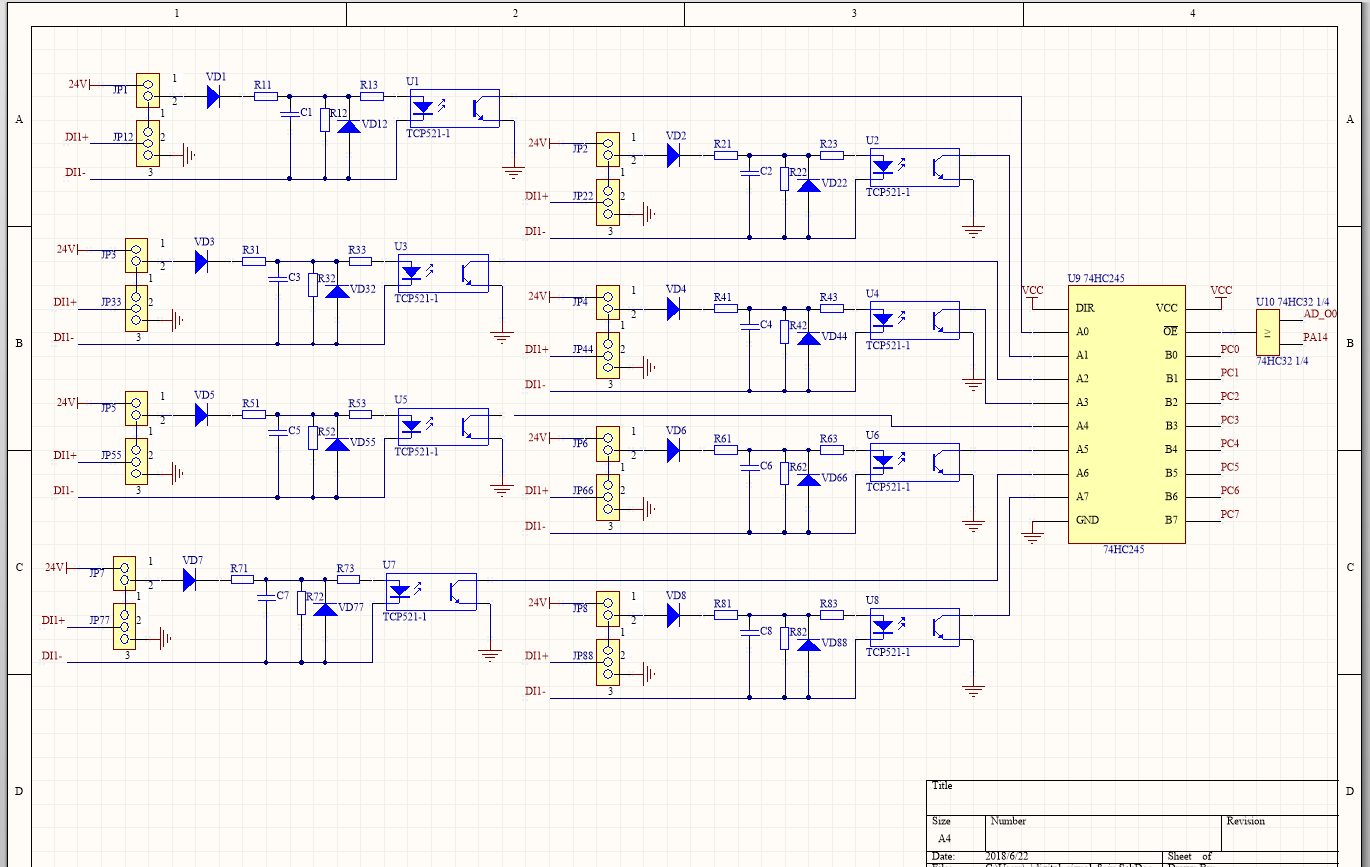 1 2 3 4
A
B
C
D
A
B
C
D
24V
JP1
1
2
VD1
R11
C1
R12
VD12
R13
U1
TCP521-1
DI1+
JP12
1
2
3
DI1-
24V
JP2
1
2
VD2
R21
C2
R22
VD22
R23
U2
TCP521-1
DI1+
JP22
1
2
3
DI1-
24V
JP3
1
2
VD3
R31
C3
R32
VD32
R33
U3
TCP521-1
DI1+
JP33
1
2
3
DI1-
24V
JP4
1
2
VD4
R41
C4
R42
VD44
R43
U4
TCP521-1
DI1+
JP44
1
2
3
DI1-
24V
JP5
1
2
VD5
R51
C5
R52
VD55
R53
U5
TCP521-1
DI1+
JP55
1
2
3
DI1-
24V
JP6
1
2
VD6
R61
C6
R62
VD66
R63
U6
TCP521-1
DI1+
JP66
1
2
3
DI1-
24V
JP7
1
2
VD7
R71
C7
R72
VD77
R73
U7
TCP521-1
DI1+
JP77
1
2
3
DI1-
24V
JP8
1
2
VD8
R81
C8
R82
VD88
R83
U8
TCP521-1
DI1+
JP88
1
2
3
DI1-
U9 74HC245
VCC
VCC
DIR VCC
A0 OE
A1 B0 PC0
A2 B1 PC1
A3 B2 PC2
A4 B3 PC3
A5 B4 PC4
A6 B5 PC5
A7 B6 PC6
GND B7 PC7
74HC245
U10 74HC32 1/4
AD_O0
≥
PA14
74HC32 1/4
Title
Size Number Revision
A4
Date: 2018/6/22 Sheet of